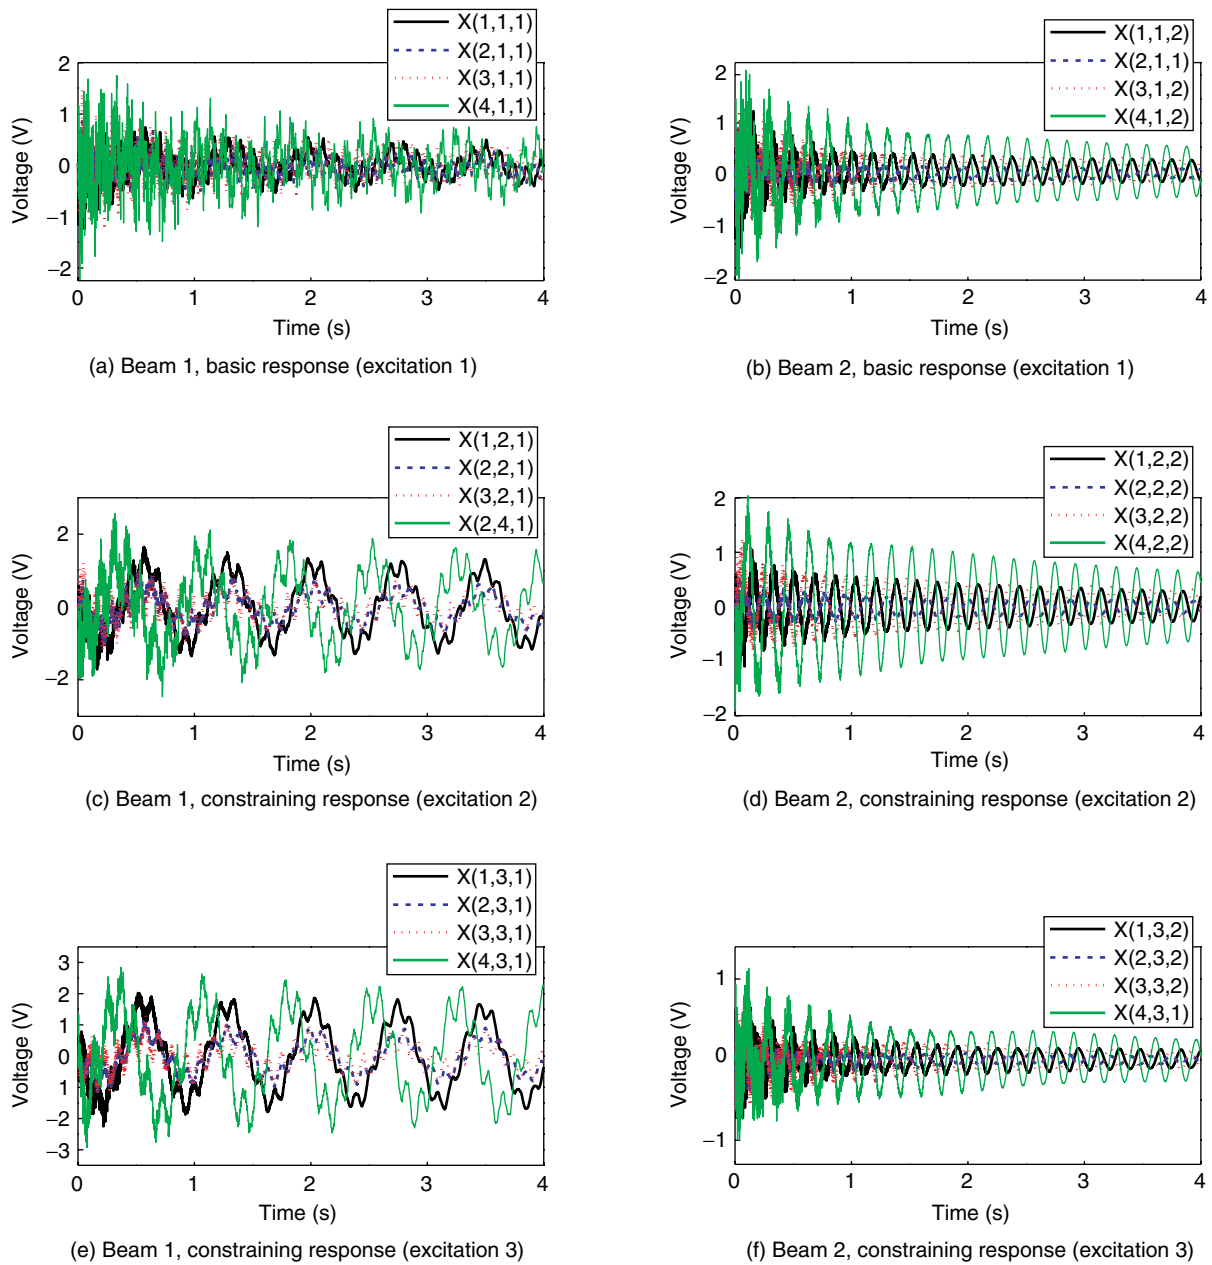 X(1,1,1)
X(2,1,1)
X(3,1,1)
X(4,1,1)
2
1
0
−1
−2
Voltage (V)
0 1 2 3 4
Time (s)
(a) Beam 1, basic response (excitation 1)
X(1,1,2)
X(2,1,1)
X(3,1,2)
X(4,1,2)
2
1
0
−1
−2
Voltage (V)
0 1 2 3 4
Time (s)
(b) Beam 2, basic response (excitation 1)
X(1,2,1)
X(2,2,1)
X(3,2,1)
X(2,4,1)
2
0
−2
Voltage (V)
0 1 2 3 4
Time (s)
(c) Beam 1, constraining response (excitation 2)
X(1,2,2)
X(2,2,2)
X(3,2,2)
X(4,2,2)
2
1
0
−1
−2
Voltage (V)
0 1 2 3 4
Time (s)
(d) Beam 2, constraining response (excitation 2)
X(1,3,1)
X(2,3,1)
X(3,3,1)
X(4,3,1)
3
2
1
0
1
−2
−3
Voltage (V)
0 1 2 3 4
Time (s)
(e) Beam 1, constraining response (excitation 3)
X(1,3,2)
X(2,3,2)
X(3,3,2)
X(4,3,1)
1
0
−1
Voltage (V)
0 1 2 3 4
Time (s)
(f) Beam 2, constraining response (excitation 3)